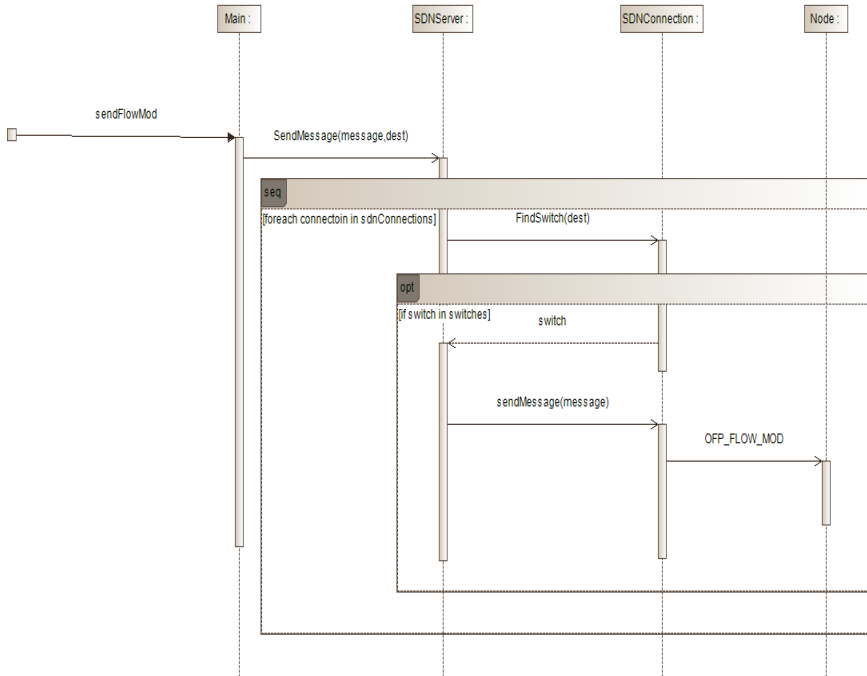 Main :
SDNServer :
SDNConnection :
Node :
sendFlowMod
SendMessage(message,dest)
seq
[foreach connectoin in sdnConnections]
FindSwitch(dest)
opt
[if switch in switches]
switch
sendMessage(message)
OFP_FLOW_MOD